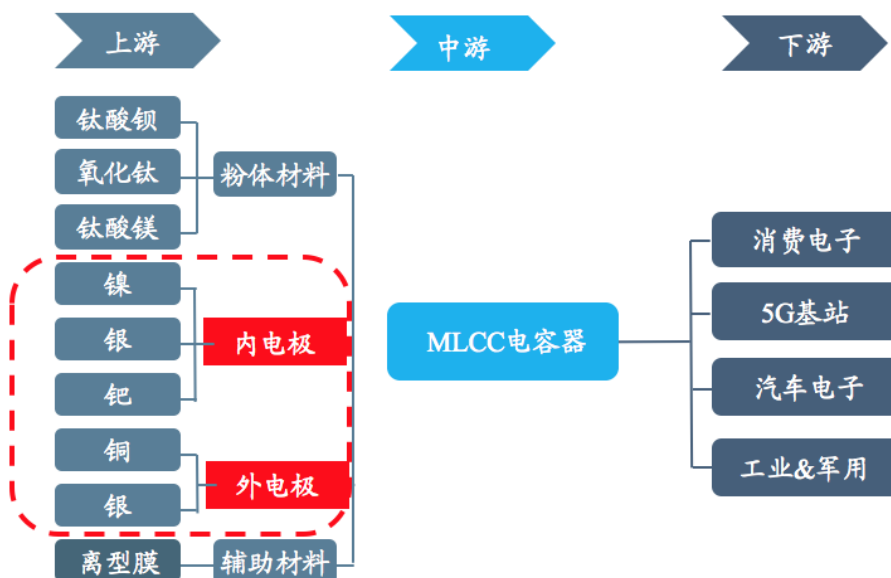 上游
中游
下游
钛酸钡
氧化钛
钛酸镁
粉体材料
镍
银
钯
内电极
铜
银
外电极
离型膜
辅助材料
MLCC电容器
消费电子
5G基站
汽车电子
工业&军用